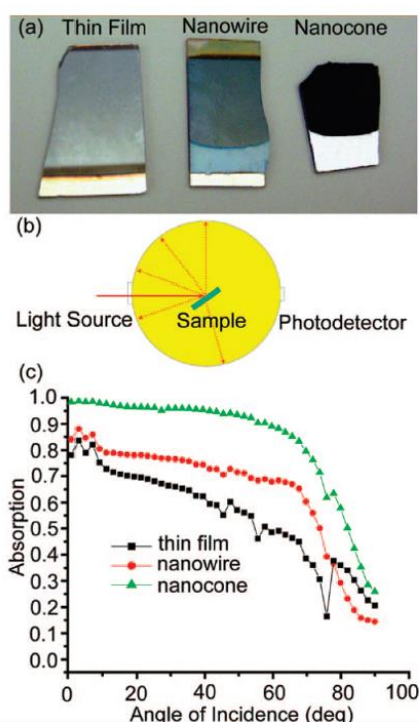 (a) Thin Film Nanowire Nanocone
(b)
Light Source Sample Photodetector
(c)
1.0
0.9
0.8
0.7
0.6
0.5
0.4
0.3
0.2
0.1
0.0
Absorption
thin film
nanowire
nanocone
0 20 40 60 80 100
Angle of Incidence (deg)